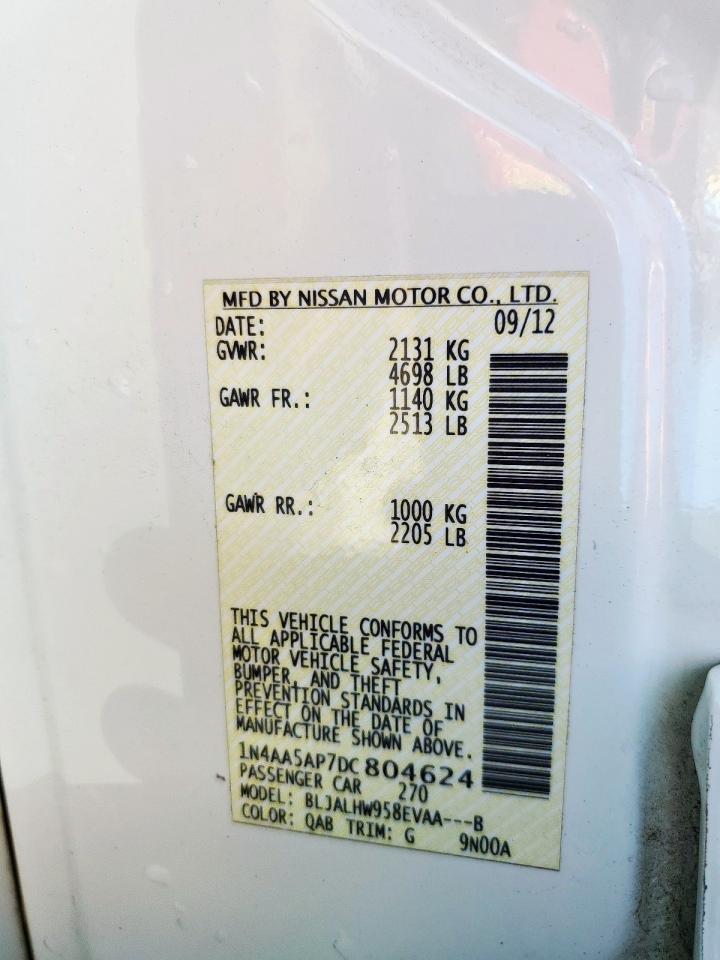 MFD BY NISSAN MOTOR CO., LTD.
DATE: 09/12
GVWR: 2131 KG
4698 LB
GAWR FR.: 1140 KG
2513 LB
GAWR RR.: 1000 KG
2205 LB
THIS VEHICLE CONFORMS TO
ALL APPLICABLE FEDERAL
MOTOR VEHICLE SAFETY,
BUMPER, AND THEFT
PREVENTION STANDARDS IN
EFFECT ON THE DATE OF
MANUFACTURE SHOWN ABOVE.
1N4AA5AP7DC804624
PASSENGER CAR 270
MODEL: BLJALHW958EVAA---B
COLOR: QAB TRIM: G 9N00A